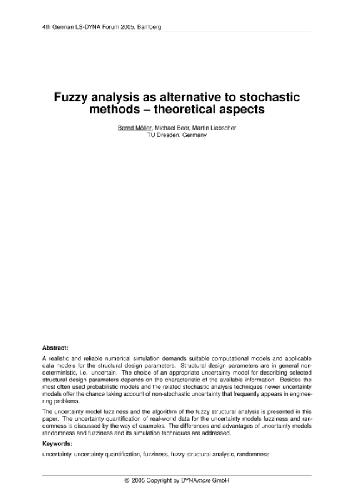 4th German LS-DYNA Forum 2005, Bamberg
Fuzzy analysis as alternative to stochastic
methods – theoretical aspects
Bernd Möller, Michael Beer, Martin Liebscher
TU Dresden, Germany
Abstract:
A realistic and reliable numerical simulation demands suitable computational models and applicable
data models for the structural design parameters. Structural design parameters are in general non-
deterministic, i.e. uncertain. The choice of an appropriate uncertainty model for describing selected
structural design parameters depends on the characteristic of the available information. Besides the
most often used probabilistic models and the related stochastic analysis techniques newer uncertainty
models offer the chance taking account of non-stochastic uncertainty that frequently appears in enginee-
ring problems.
The uncertainty model fuzziness and the algorithm of the fuzzy structural analysis is presented in this
paper. The uncertainty quantification of real-world data for the uncertainty models fuzziness and ran-
domness is discussed by the way of examples. The differences and advantages of uncertainty models
randomness and fuzziness and its simulation techniques are addressed.
Keywords:
uncertainty, uncertainty quantification, fuzziness, fuzzy structural analysis, randomness
© 2005 Copyright by DYNAmore GmbH